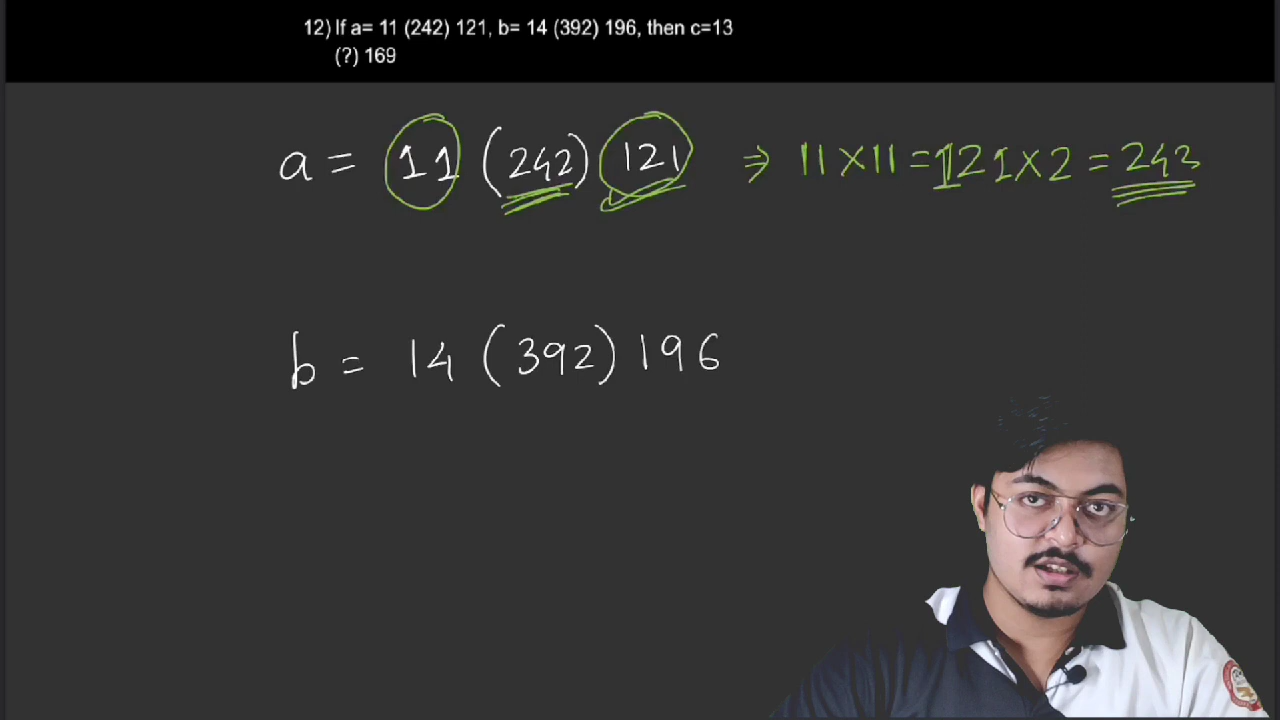 12) If a= 11 (242) 121, b= 14 (392) 196, then c=13
(?) 169
a = 11 (242) 121 ⇒ 11 X 11 = 121 X 2 = 242
b = 14 (392) 196